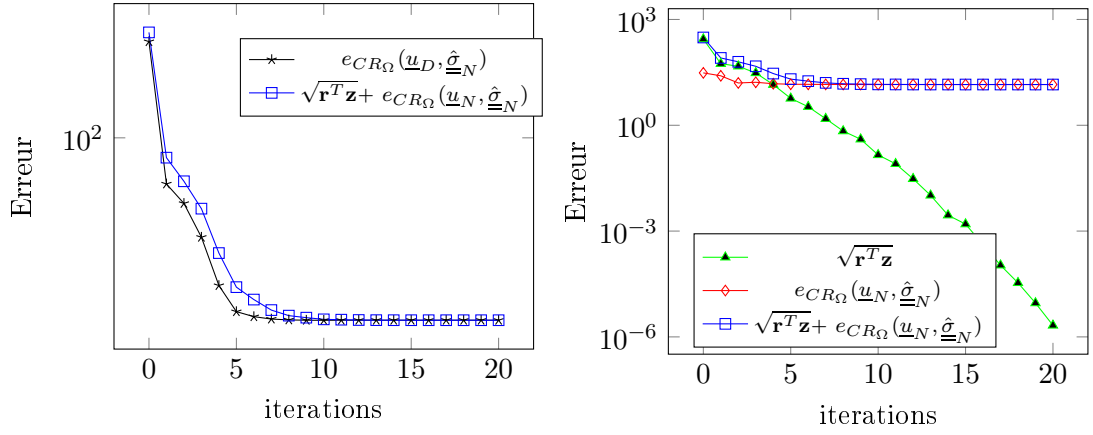 e_{CR_Ω}(u_D, σ̂_N)
√r^T z + e_{CR_Ω}(u_N, σ̂_N)
10^2
Erreur
0 5 10 15 20
iterations
10^3
10^0
10^{-3}
10^{-6}
Erreur
√r^T z
e_{CR_Ω}(u_N, σ̂_N)
√r^T z + e_{CR_Ω}(u_N, σ̂_N)
0 5 10 15 20
iterations